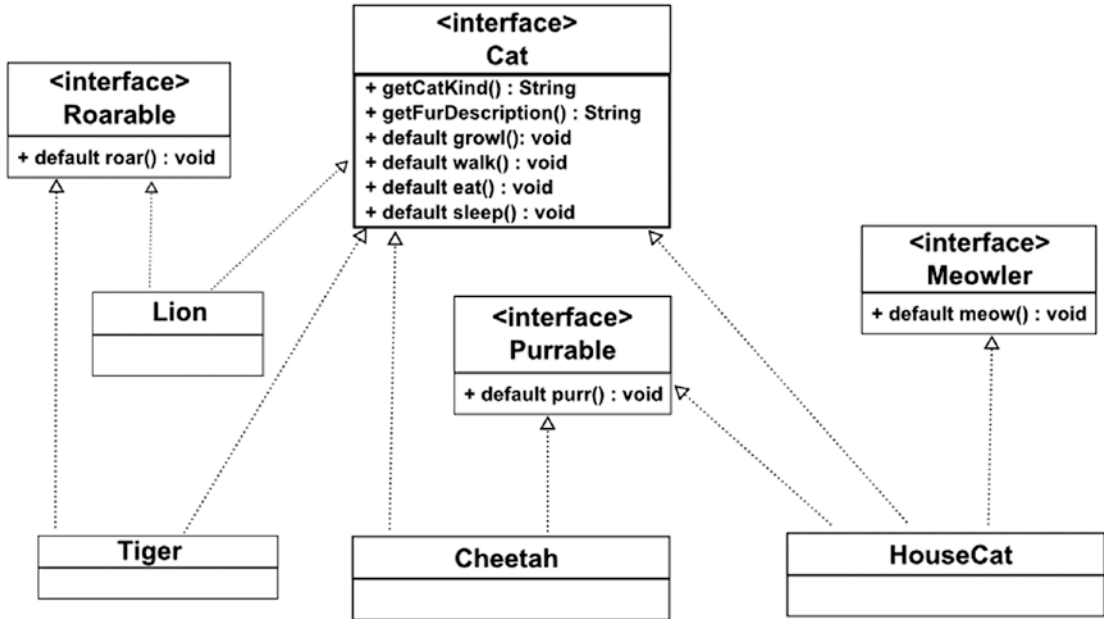 <interface>
Cat
+ getCatKind() : String
+ getFurDescription() : String
+ default growl(): void
+ default walk() : void
+ default eat() : void
+ default sleep() : void
<interface>
Roarable
+ default roar() : void
<interface>
Meowler
+ default meow() : void
Lion
<interface>
Purrable
+ default purr() : void
Tiger
Cheetah
HouseCat